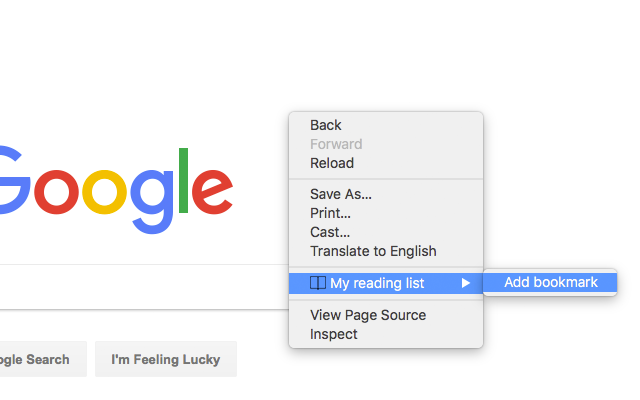 Google
Back
Forward
Reload
Save As...
Print...
Cast...
Translate to English
My reading list
Add bookmark
View Page Source
Inspect
ogle Search
I'm Feeling Lucky